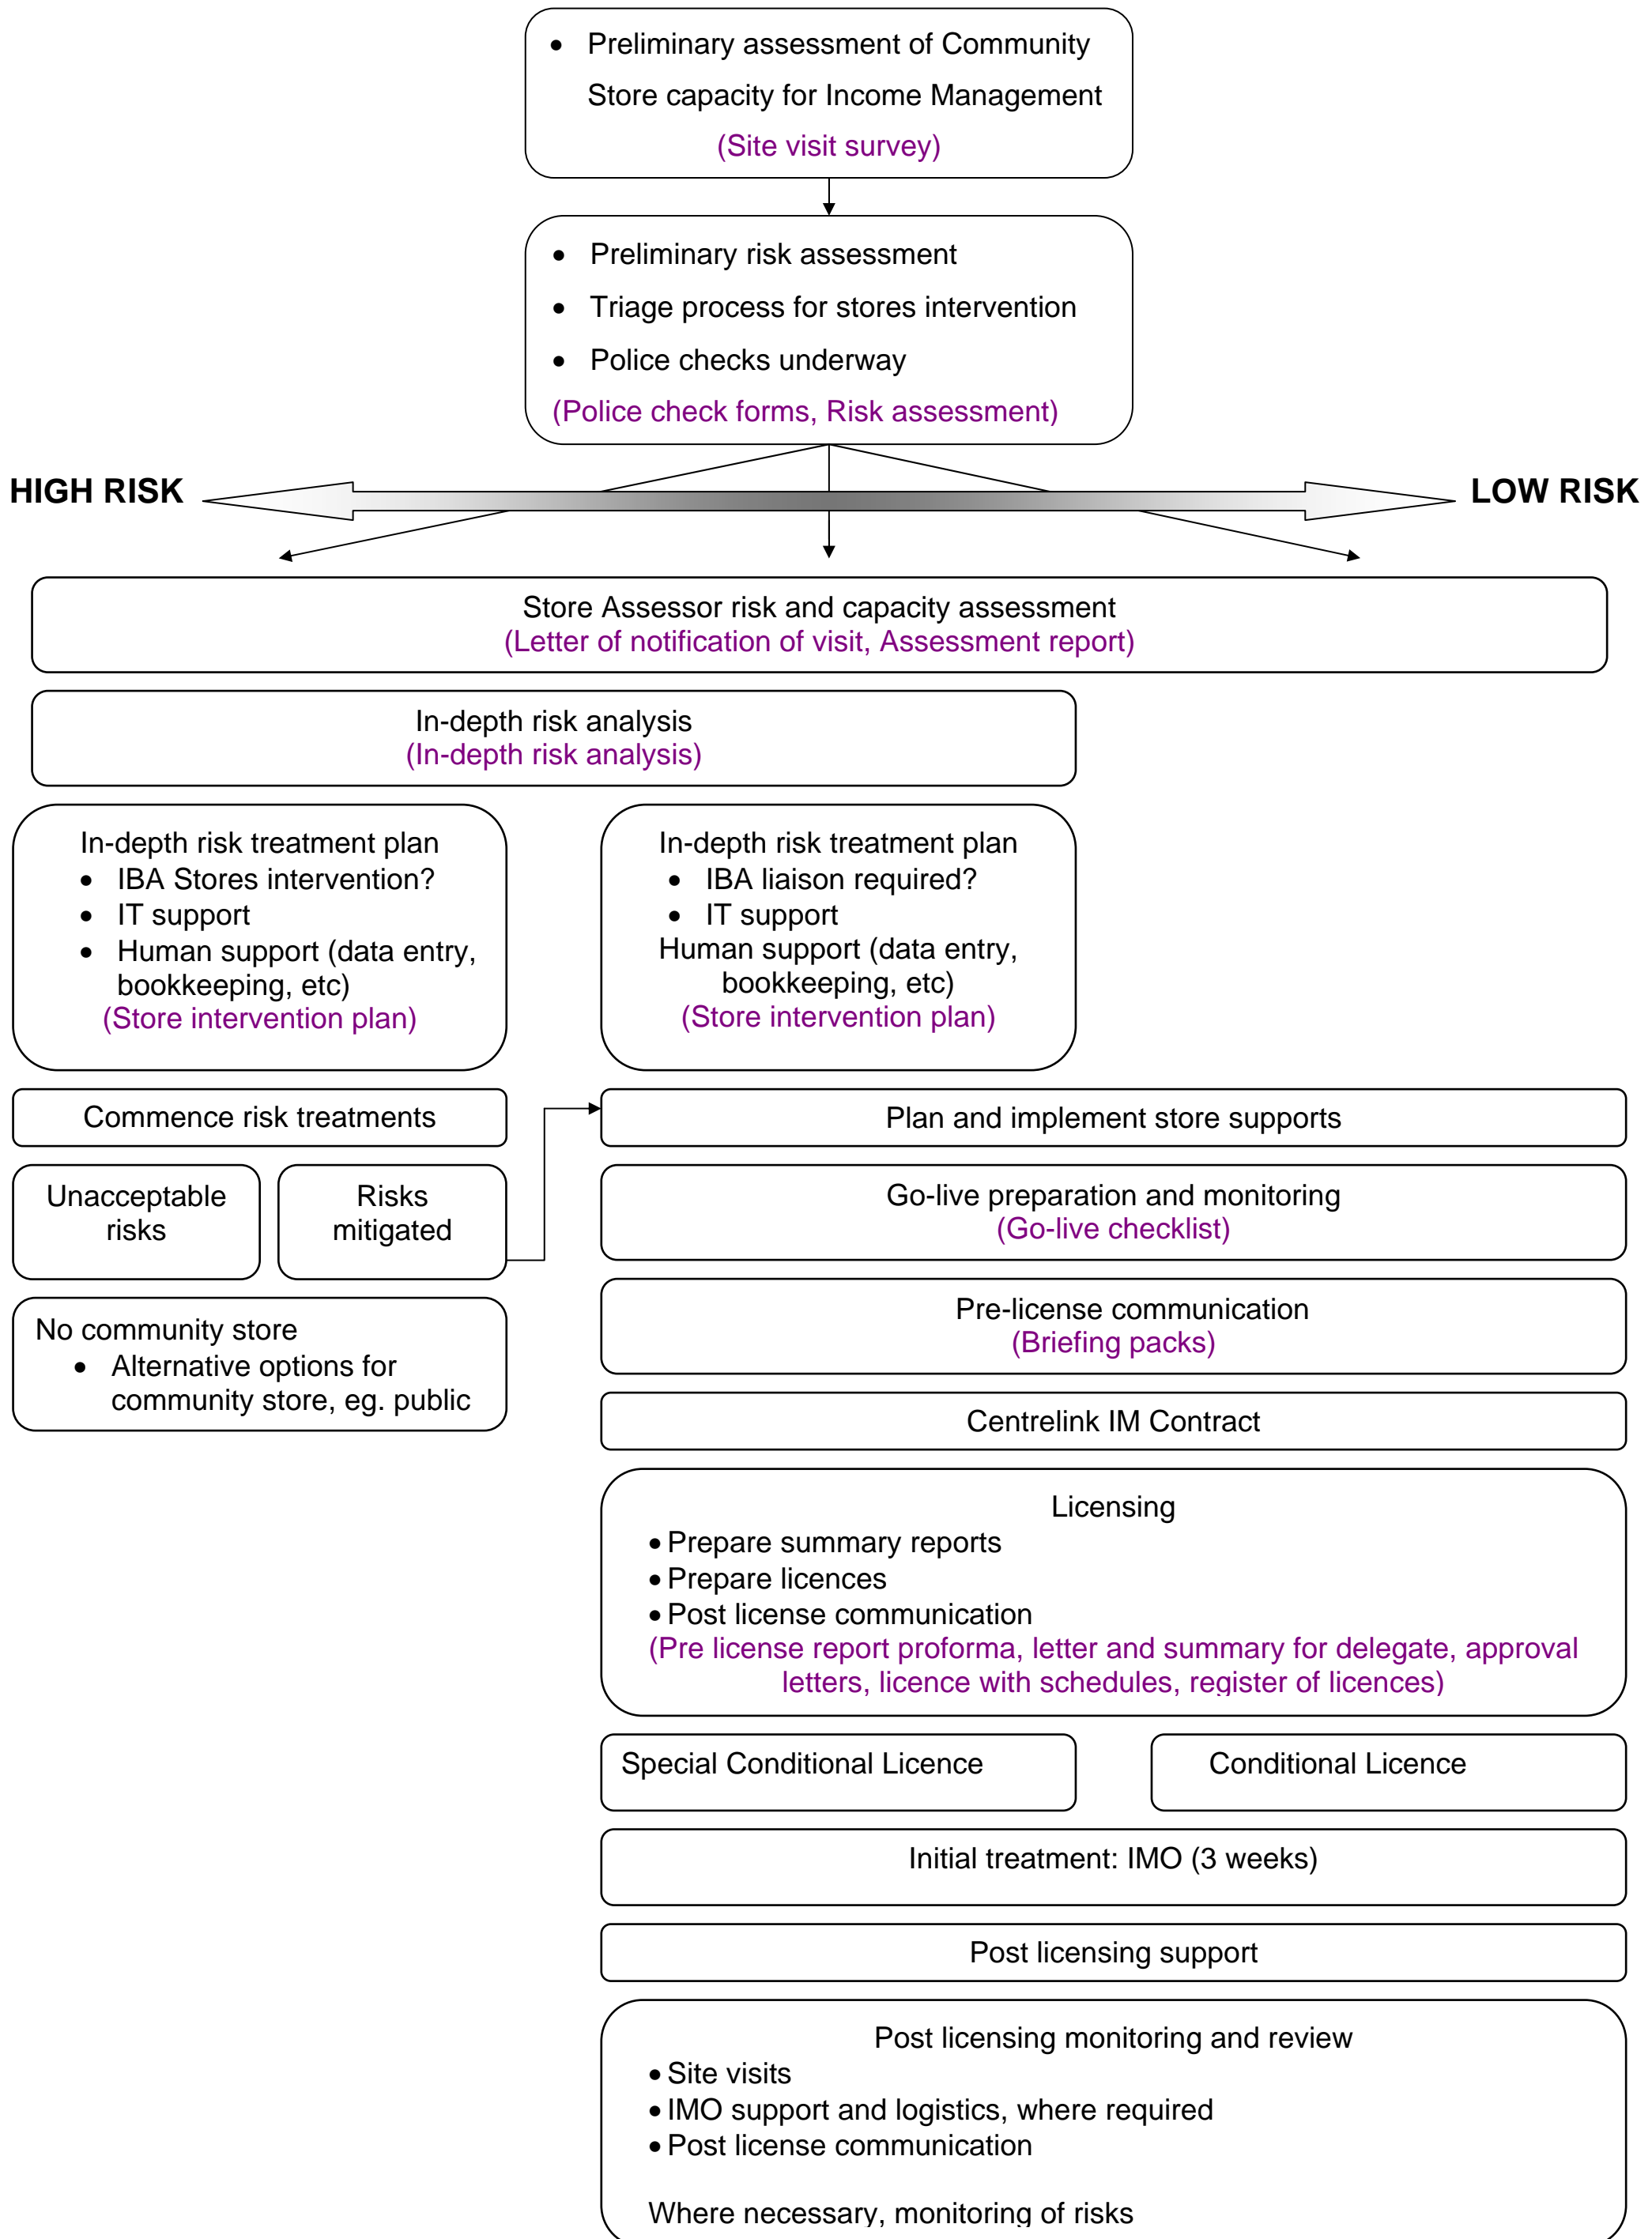 • Preliminary assessment of Community
Store capacity for Income Management
(Site visit survey)
• Preliminary risk assessment
• Triage process for stores intervention
• Police checks underway
(Police check forms, Risk assessment)
HIGH RISK
LOW RISK
Store Assessor risk and capacity assessment
(Letter of notification of visit, Assessment report)
In-depth risk analysis
(In-depth risk analysis)
In-depth risk treatment plan
• IBA Stores intervention?
• IT support
• Human support (data entry,
bookkeeping, etc)
(Store intervention plan)
In-depth risk treatment plan
• IBA liaison required?
• IT support
Human support (data entry,
bookkeeping, etc)
(Store intervention plan)
Commence risk treatments
Plan and implement store supports
Unacceptable
risks
Risks
mitigated
Go-live preparation and monitoring
(Go-live checklist)
No community store
• Alternative options for
community store, eg. public
Pre-license communication
(Briefing packs)
Centrelink IM Contract
Licensing
• Prepare summary reports
• Prepare licences
• Post license communication
(Pre license report proforma, letter and summary for delegate, approval
letters, licence with schedules, register of licences)
Special Conditional Licence
Conditional Licence
Initial treatment: IMO (3 weeks)
Post licensing support
Post licensing monitoring and review
• Site visits
• IMO support and logistics, where required
• Post license communication
Where necessary, monitoring of risks